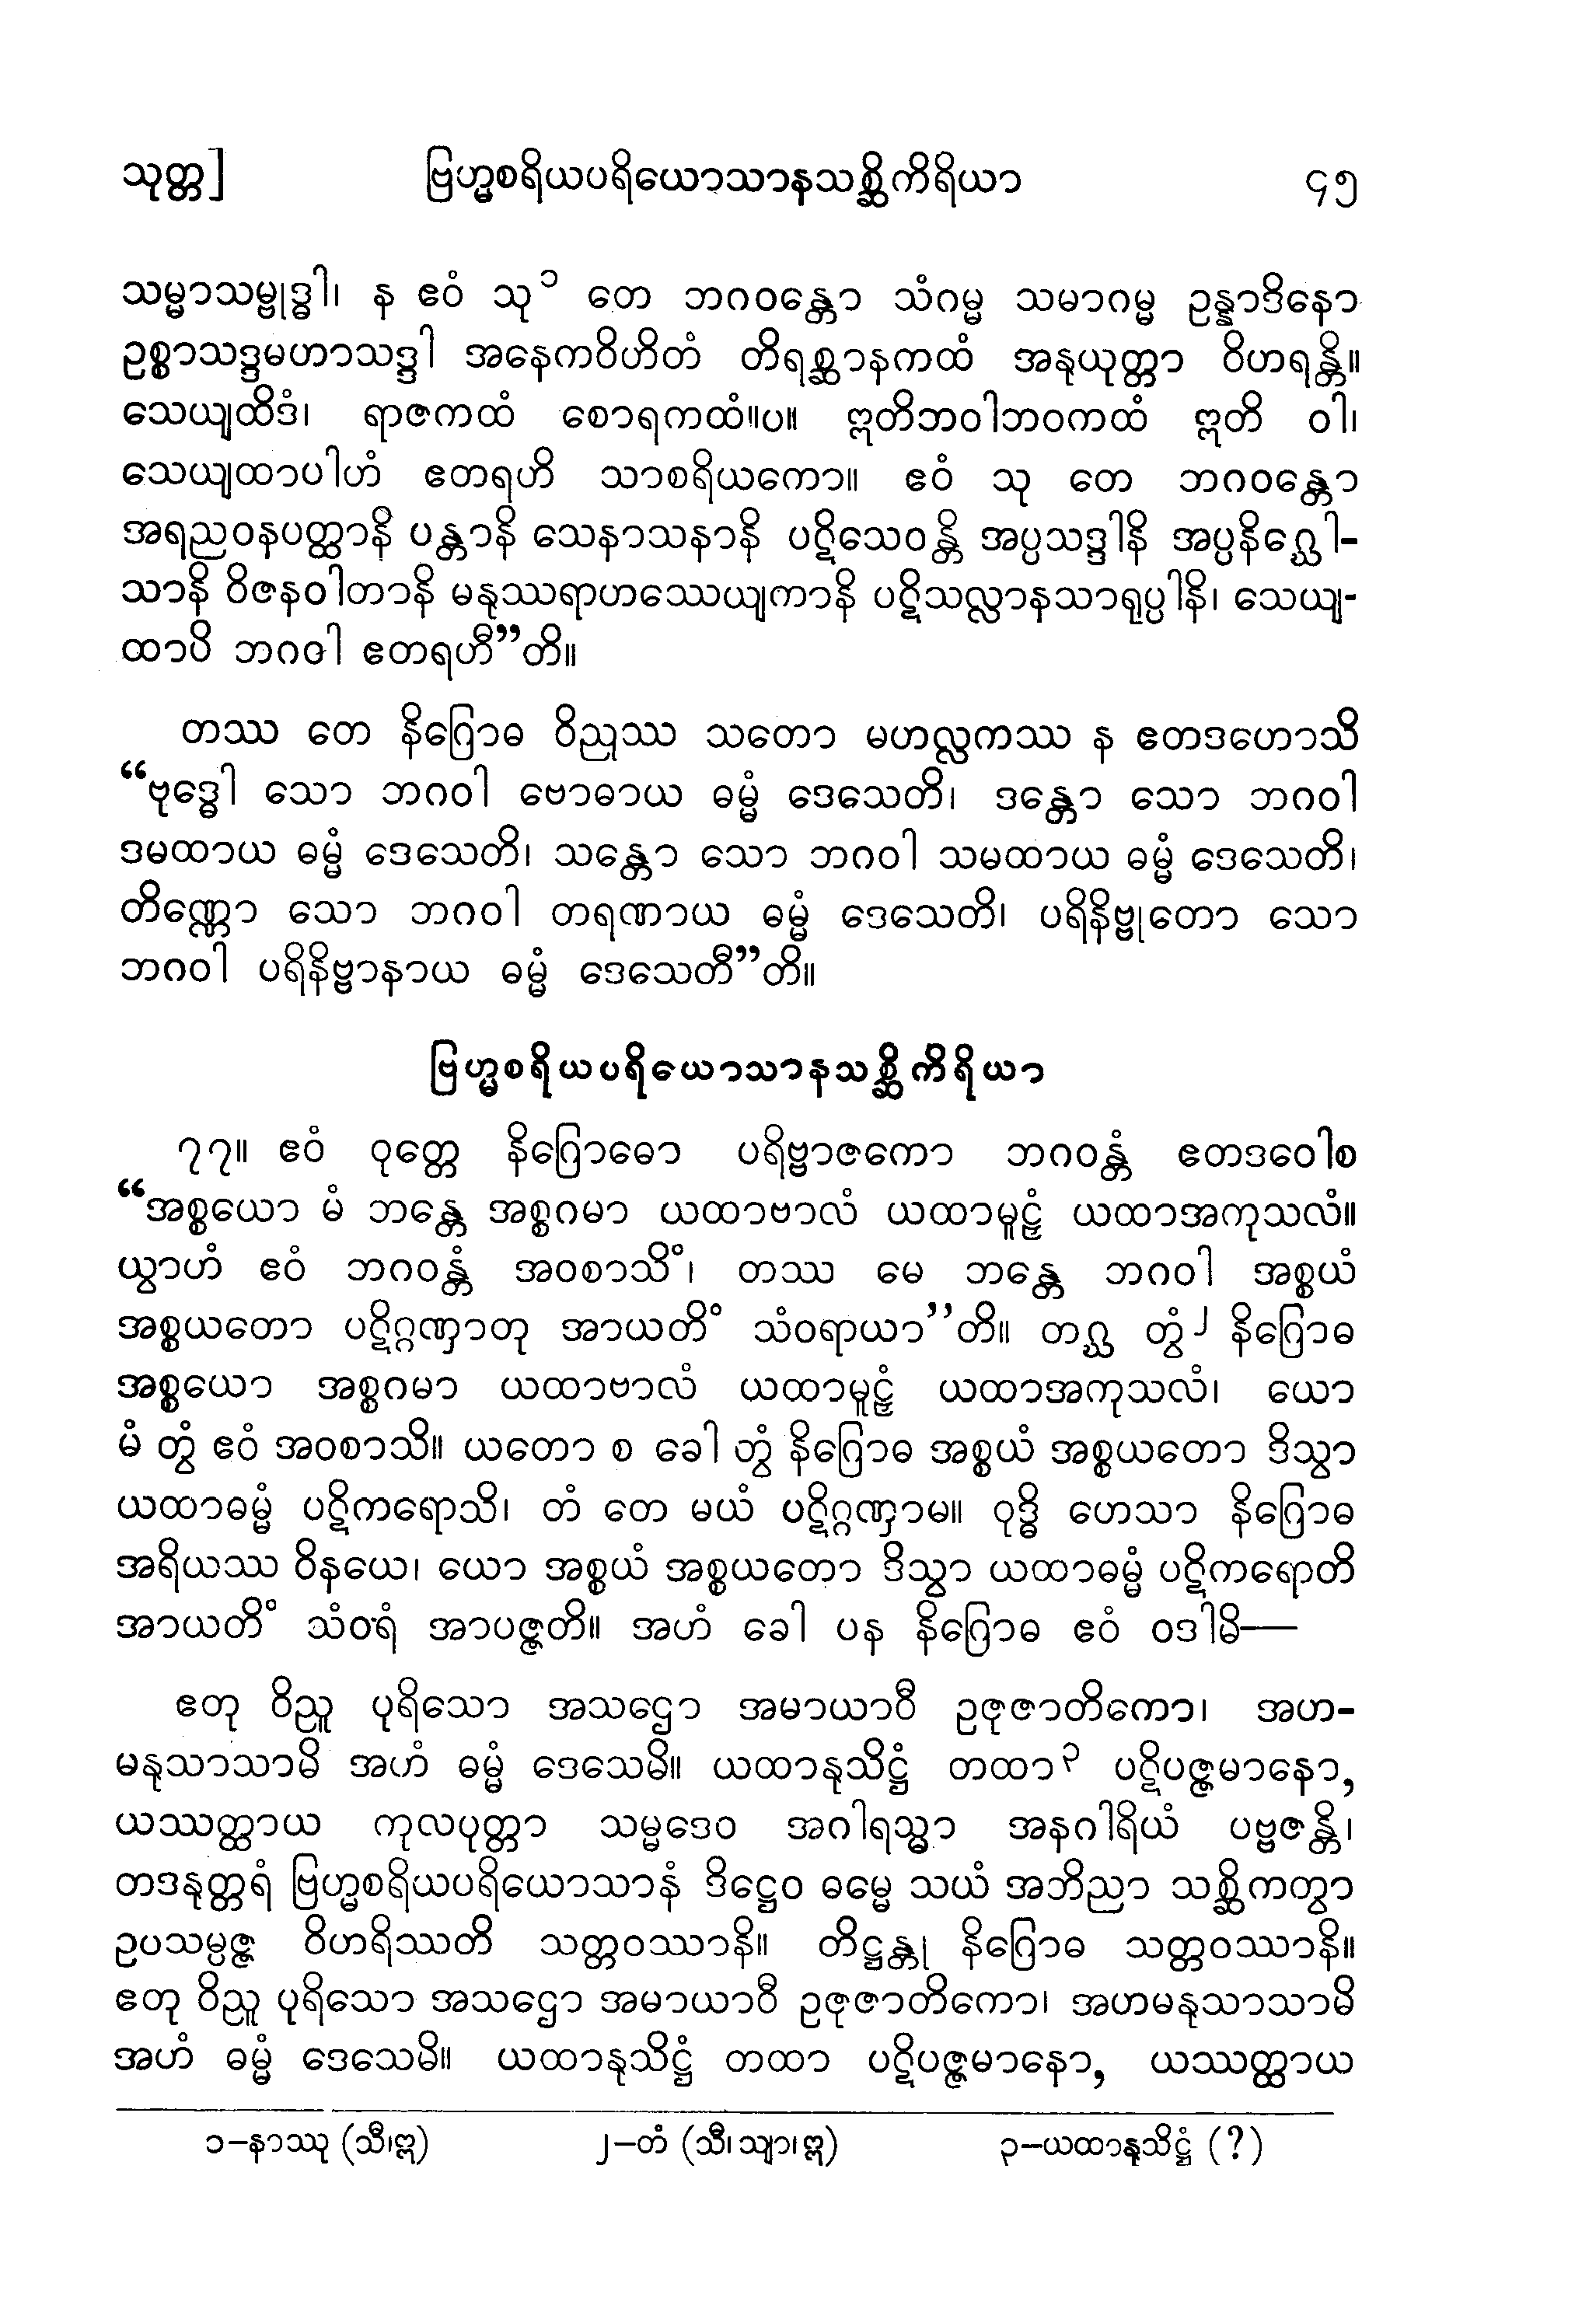 သုတ္တ] ဗြဟ္မစရိယပရိယောသာနသစ္ဆိကိရိယာ ၄၅
သမ္မာသမ္ဗုဒ္ဓါ၊ န ဧဝံ သု ၁ တေ ဘဂဝန္တော သံဂမ္မ သမာဂမ္မ ဥန္နာဒိနော
ဥစ္စာသဒ္ဒမဟာသဒ္ဒါ အနေကဝိဟိတံ တိရစ္ဆာနကထံ အနုယုတ္တာ ဝိဟရန္တိ။
သေယျထိဒံ၊ ရာဇကထံ စောရကထံ။ပ။ ဣတိဘဝါဘဝကထံ ဣတိ ဝါ၊
သေယျထာပါဟံ ဧတရဟိ သာစရိယကော။ ဧဝံ သု တေ ဘဂဝန္တော
အရညဝနပတ္ထာနိ ပန္တာနိ သေနာသနာနိ ပဋိသေဝန္တိ အပ္ပသဒ္ဒါနိ အပ္ပနိဂ္ဃေါ-
သာနိ ဝိဇနဝါတာနိ မနုဿရာဟဿေယျကာနိ ပဋိသလ္လာနသာရုပ္ပါနိ၊ သေယျ-
ထာပိ ဘဂဝါ ဧတရဟီ”တိ။
တဿ တေ နိဂြောဓ ဝိညုဿ သတော မဟလ္လကဿ န ဧတဒဟောသိ
“ဗုဒ္ဓေါ သော ဘဂဝါ ဗောဓာယ ဓမ္မံ ဒေသေတိ၊ ဒန္တော သော ဘဂဝါ
ဒမထာယ ဓမ္မံ ဒေသေတိ၊ သန္တော သော ဘဂဝါ သမထာယ ဓမ္မံ ဒေသေတိ၊
တိဏ္ဏော သော ဘဂဝါ တရဏာယ ဓမ္မံ ဒေသေတိ၊ ပရိနိဗ္ဗုတော သော
ဘဂဝါ ပရိနိဗ္ဗာနာယ ဓမ္မံ ဒေသေတီ”တိ။
ဗြဟ္မစရိယပရိယောသာနသစ္ဆိကိရိယာ
၇၇။ ဧဝံ ဝုတ္တေ နိဂြောဓော ပရိဗ္ဗာဇကော ဘဂဝန္တံ ဧတဒဝေါစ
“အစ္စယော မံ ဘန္တေ အစ္စဂမာ ယထာဗာလံ ယထာမူဠှံ ယထာအကုသလံ။
ယွာဟံ ဧဝံ ဘဂဝန္တံ အဝစာသိံ၊ တဿ မေ ဘန္တေ ဘဂဝါ အစ္စယံ
အစ္စယတော ပဋိဂ္ဂဏှာတု အာယတိံ သံဝရာယာ”တိ။ တဂ္ဃ တွံ ၂ နိဂြောဓ
အစ္စယော အစ္စဂမာ ယထာဗာလံ ယထာမူဠှံ ယထာအကုသလံ၊ ယော
မံ တွံ ဧဝံ အဝစာသိ။ ယတော စ ခေါ တွံ နိဂြောဓ အစ္စယံ အစ္စယတော ဒိသွာ
ယထာဓမ္မံ ပဋိကရောသိ၊ တံ တေ မယံ ပဋိဂ္ဂဏှာမ။ ဝုဒ္ဓိ ဟေသာ နိဂြောဓ
အရိယဿ ဝိနယေ၊ ယော အစ္စယံ အစ္စယတော ဒိသွာ ယထာဓမ္မံ ပဋိကရောတိ
အာယတိံ သံဝရံ အာပဇ္ဇတိ။ အဟံ ခေါ ပန နိဂြောဓ ဧဝံ ဝဒါမိ—
ဧတု ဝိညူ ပုရိသော အသဌော အမာယာဝီ ဥဇုဇာတိကော၊ အဟ-
မနုသာသာမိ အဟံ ဓမ္မံ ဒေသေမိ။ ယထာနုသိဋ္ဌံ တထာ ၃ ပဋိပဇ္ဇမာနော,
ယဿတ္ထာယ ကုလပုတ္တာ သမ္မဒေဝ အဂါရသ္မာ အနဂါရိယံ ပဗ္ဗဇန္တိ၊
တဒနုတ္တရံ ဗြဟ္မစရိယပရိယောသာနံ ဒိဋ္ဌေဝ ဓမ္မေ သယံ အဘိညာ သစ္ဆိကတွာ
ဥပသမ္ပဇ္ဇ ဝိဟရိဿတိ သတ္တဝဿာနိ။ တိဋ္ဌန္တု နိဂြောဓ သတ္တဝဿာနိ။
ဧတု ဝိညူ ပုရိသော အသဌော အမာယာဝီ ဥဇုဇာတိကော၊ အဟမနုသာသာမိ
အဟံ ဓမ္မံ ဒေသေမိ။ ယထာနုသိဋ္ဌံ တထာ ပဋိပဇ္ဇမာနော, ယဿတ္ထာယ
၁–နာဿု (သီ၊ဣ) ၂–တံ (သီ၊သျာ၊ဣ) ၃–ယထာနုသိဋ္ဌံ (?)